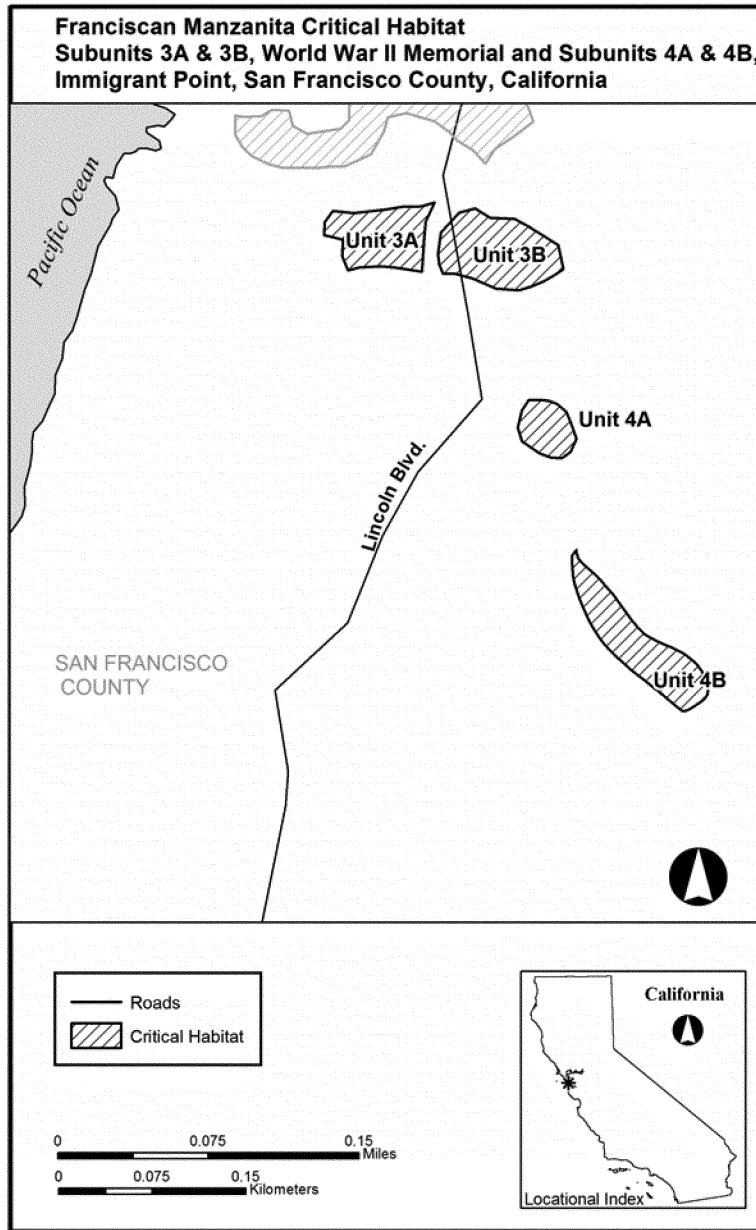 Franciscan Manzanita Critical Habitat
Subunits 3A & 3B, World War II Memorial and Subunits 4A & 4B,
Immigrant Point, San Francisco County, California
Pacific Ocean
Unit 3A
Unit 3B
Unit 4A
Lincoln Blvd.
SAN FRANCISCO
COUNTY
Unit 4B
Roads
Critical Habitat
California
0 0.075 0.15
Miles
0 0.075 0.15
Kilometers
Locational Index